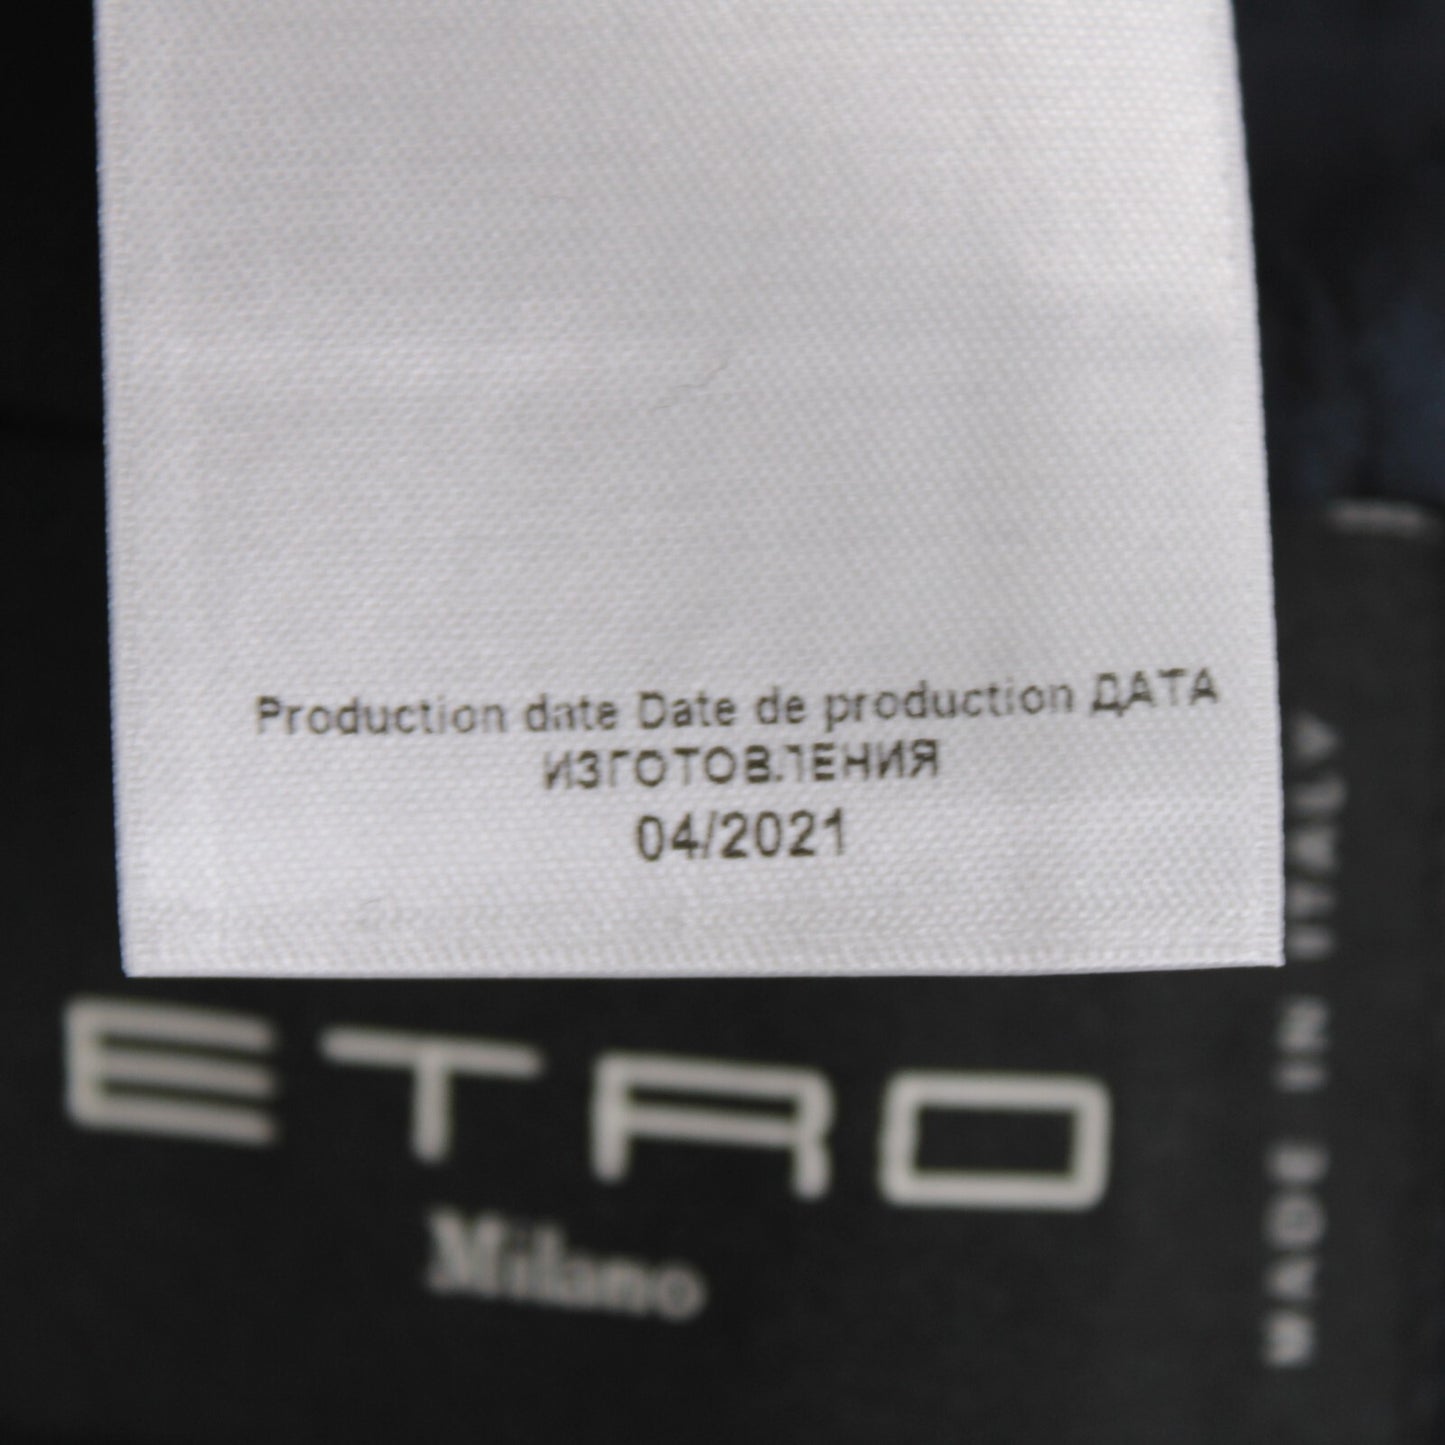 Production date Date de production ДАТА
ИЗГОТОВЛЕНИЯ
04/2021
ETRO
Milano
MADE IN ITALY